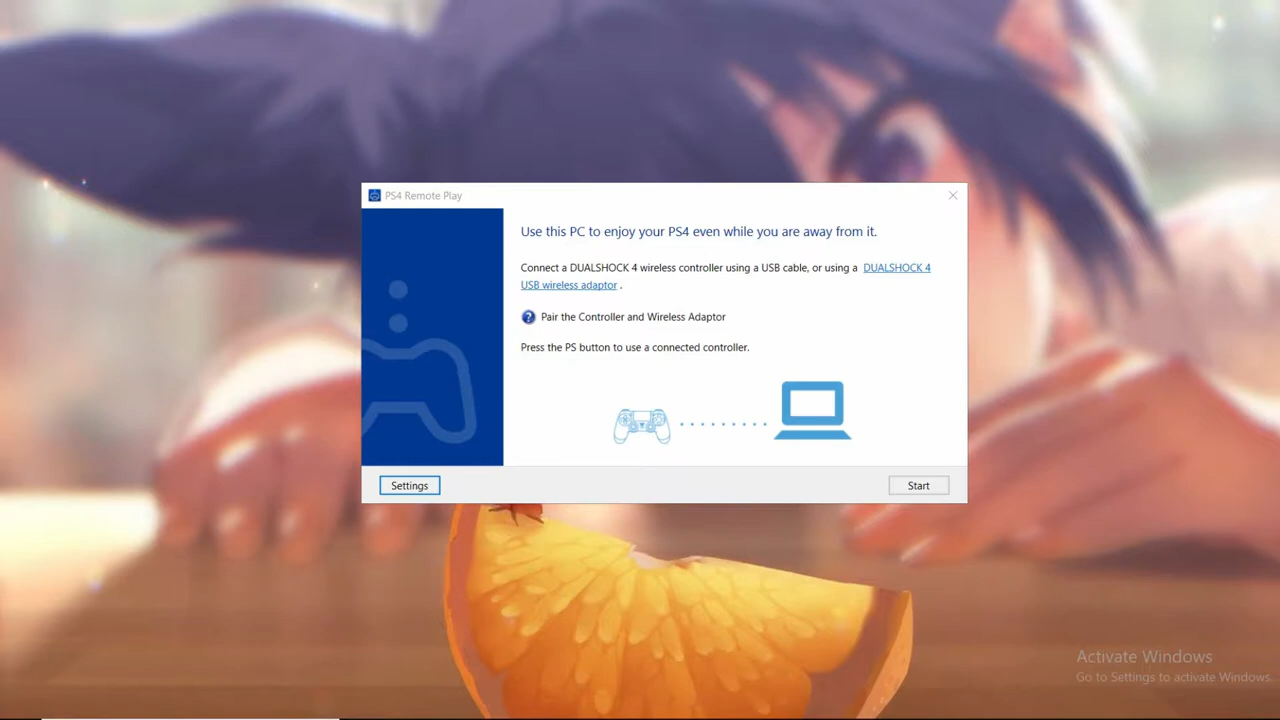 PS4 Remote Play
Use this PC to enjoy your PS4 even while you are away from it.
Connect a DUALSHOCK 4 wireless controller using a USB cable, or using a DUALSHOCK 4
USB wireless adaptor .
Pair the Controller and Wireless Adaptor
Press the PS button to use a connected controller.
Settings
Start
Activate Windows
Go to Settings to activate Windows.